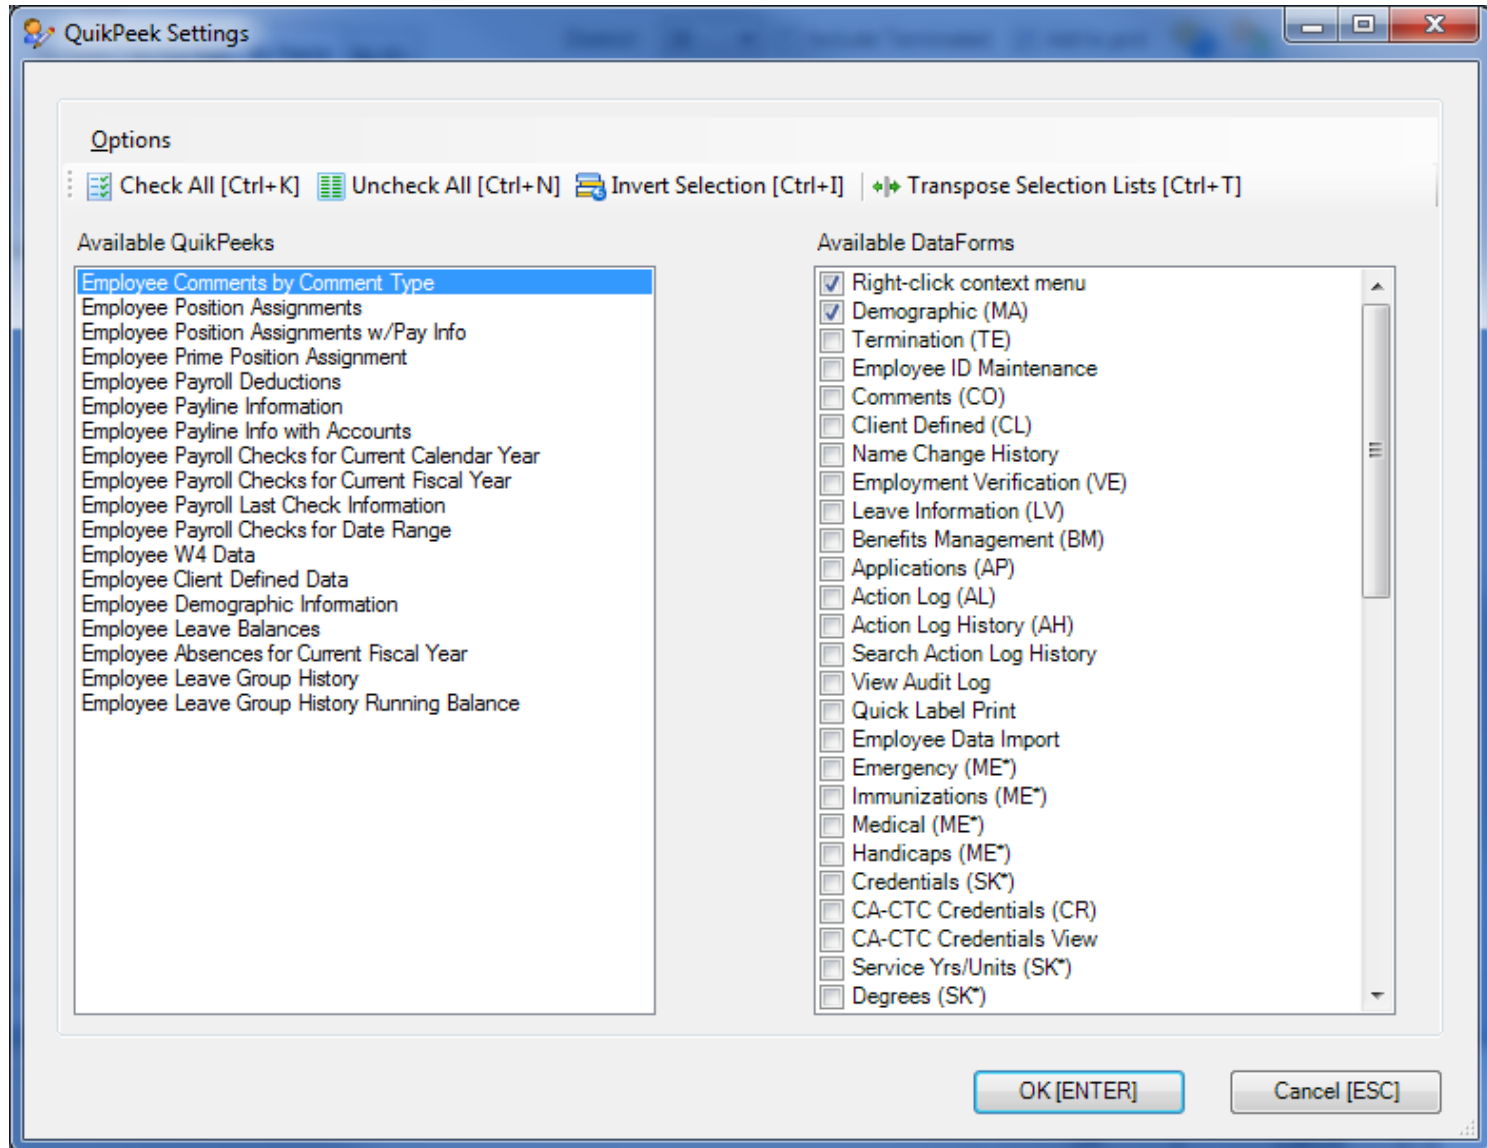 QuikPeek Settings
Options
Check All [Ctrl+K] Uncheck All [Ctrl+N] Invert Selection [Ctrl+I] Transpose Selection Lists [Ctrl+T]
Available QuikPeeks
Employee Comments by Comment Type
Employee Position Assignments
Employee Position Assignments w/Pay Info
Employee Prime Position Assignment
Employee Payroll Deductions
Employee Payline Information
Employee Payline Info with Accounts
Employee Payroll Checks for Current Calendar Year
Employee Payroll Checks for Current Fiscal Year
Employee Payroll Last Check Information
Employee Payroll Checks for Date Range
Employee W4 Data
Employee Client Defined Data
Employee Demographic Information
Employee Leave Balances
Employee Absences for Current Fiscal Year
Employee Leave Group History
Employee Leave Group History Running Balance
Available DataForms
Right-click context menu
Demographic (MA)
Termination (TE)
Employee ID Maintenance
Comments (CO)
Client Defined (CL)
Name Change History
Employment Verification (VE)
Leave Information (LV)
Benefits Management (BM)
Applications (AP)
Action Log (AL)
Action Log History (AH)
Search Action Log History
View Audit Log
Quick Label Print
Employee Data Import
Emergency (ME*)
Immunizations (ME*)
Medical (ME*)
Handicaps (ME*)
Credentials (SK*)
CA-CTC Credentials (CR)
CA-CTC Credentials View
Service Yrs/Units (SK*)
Degrees (SK*)
OK [ENTER]
Cancel [ESC]